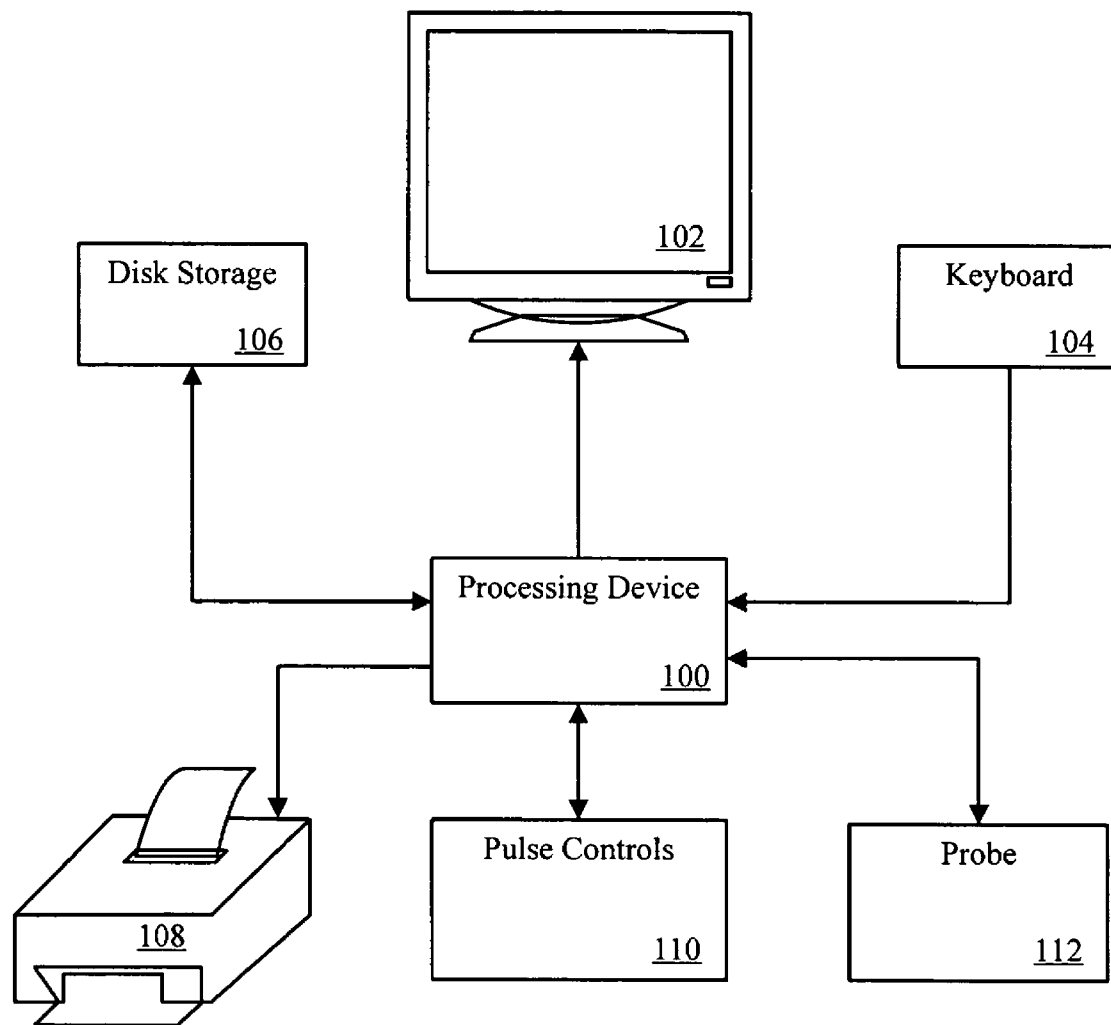 102
Disk Storage
106
Keyboard
104
Processing Device
100
108
Pulse Controls
110
Probe
112